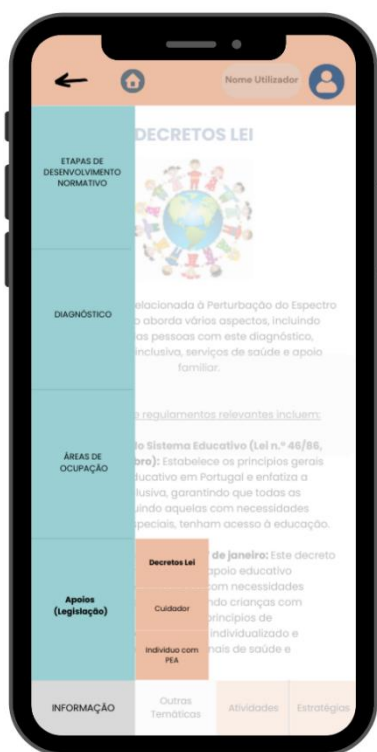 Nome Utilizador
DECRETOS LEI
ETAPAS DE
DESENVOLVIMENTO
NORMATIVO
DIAGNÓSTICO
ÁREAS DE
OCUPAÇÃO
Apoios
(Legislação)
elacionada à Perturbação do Espectro
aborda vários aspectos, incluindo
as pessoas com este diagnóstico,
inclusiva, serviços de saúde e apoio
familiar.
e regulamentos relevantes incluem:
do Sistema Educativo (Lei n.º 46/86,
bro): Estabelece os princípios gerais
ducativo em Portugal e enfatiza a
lusiva, garantindo que todas as
uindo aquelas com necessidades
speciais, tenham acesso à educação.
de janeiro: Este decreto
apoio educativo
com necessidades
ndo crianças com
princípios de
individualizado e
nais de saúde e
Decretos Lei
Cuidador
Individuo com
PEA
INFORMAÇÃO
Outras
Temáticas
Atividades
Estratégias